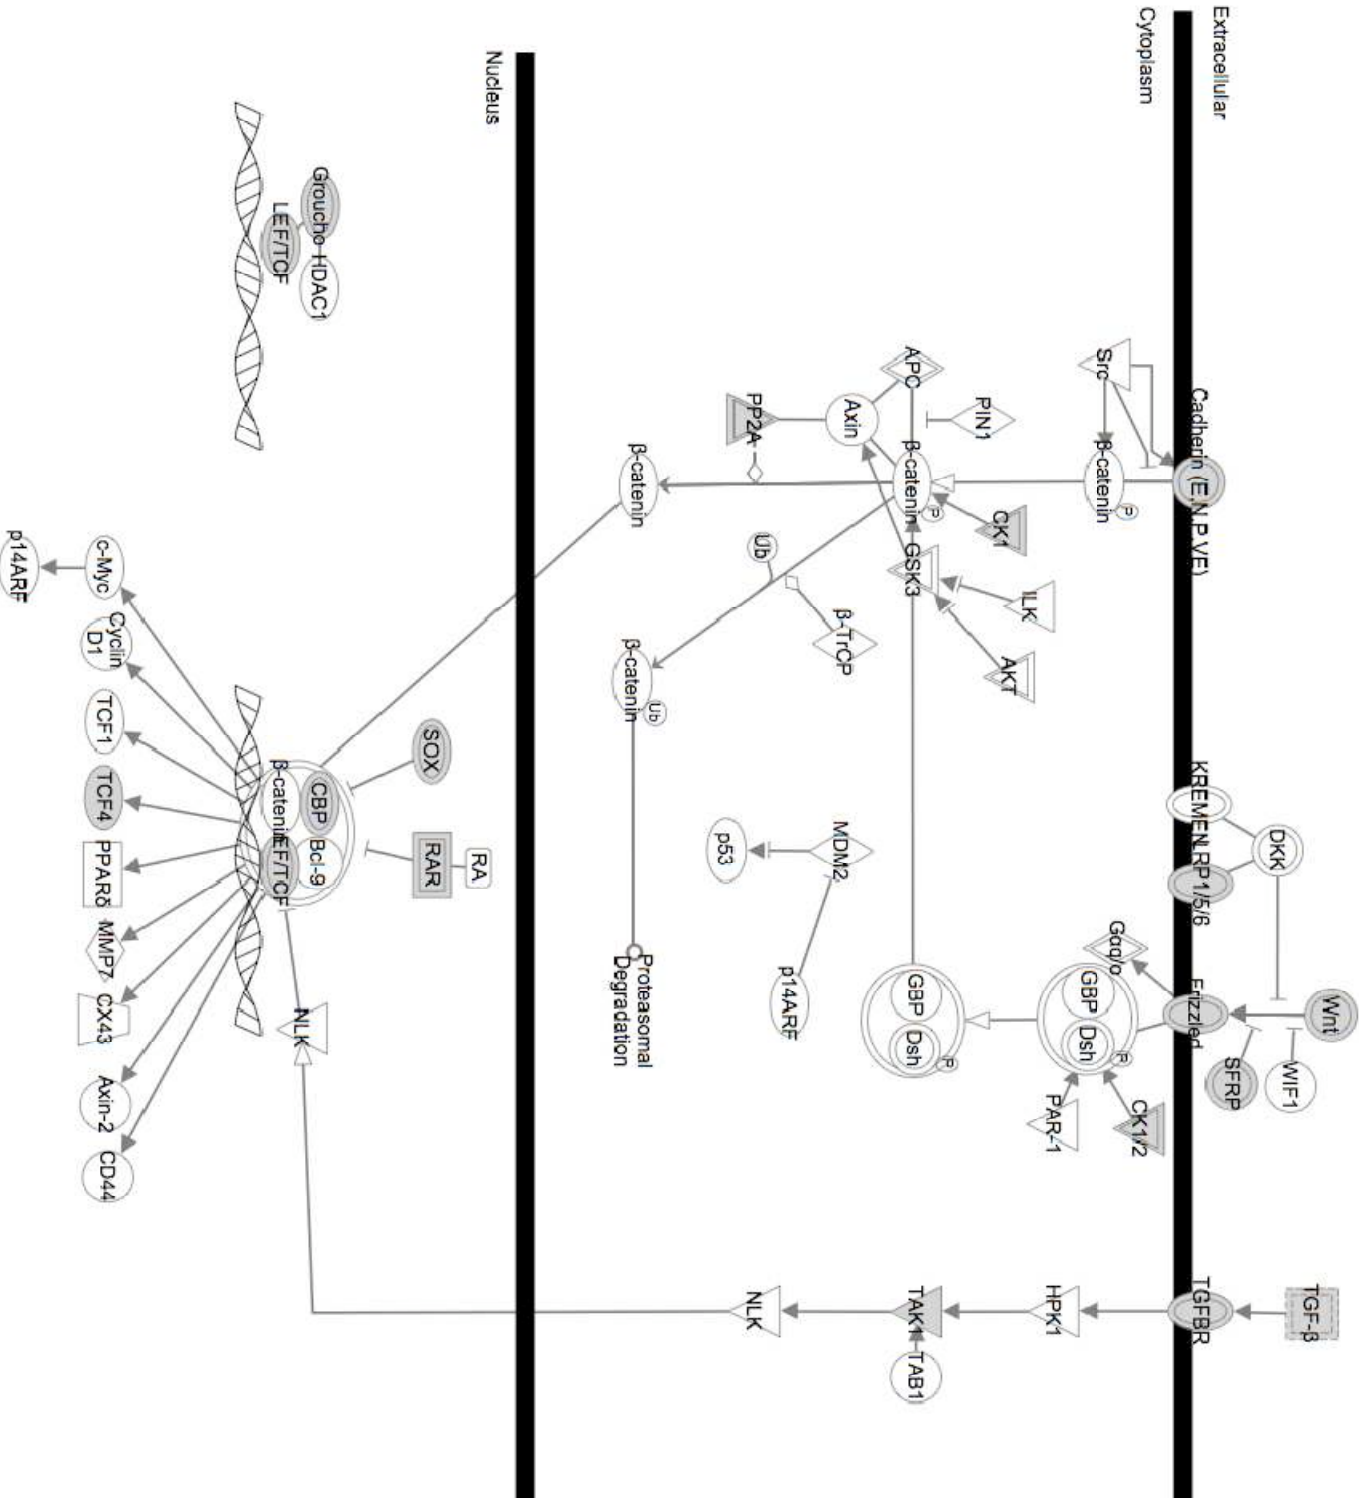 Extracellular
Cytoplasm
Cadherin (E,N,P,VE)
KREMEN
LRP1/5/6
DKK
Wnt
WIF1
SFRP
Frizzled
TGF-β
TGFBR
Src
β-catenin
P
PIN1
APC
Axin
PP2A
β-catenin
P
CK1
GSK3
ILK
AKT
Gαq/o
GBP
Dsh
P
CK1/2
PAR-1
GBP
Dsh
P
HPK1
TAK1
TAB1
NLK
Ub
β-TrCP
MDM2
p53
p14ARF
β-catenin
β-catenin
Ub
Proteasomal
Degradation
Nucleus
Groucho
HDAC1
LEF/TCF
SOX
RAR
RA
CBP
Bcl-9
β-catenin
LEF/TCF
NLK
c-Myc
Cyclin
D1
TCF1
TCF4
PPARδ
MMP7
CX43
Axin-2
CD44
p14ARF